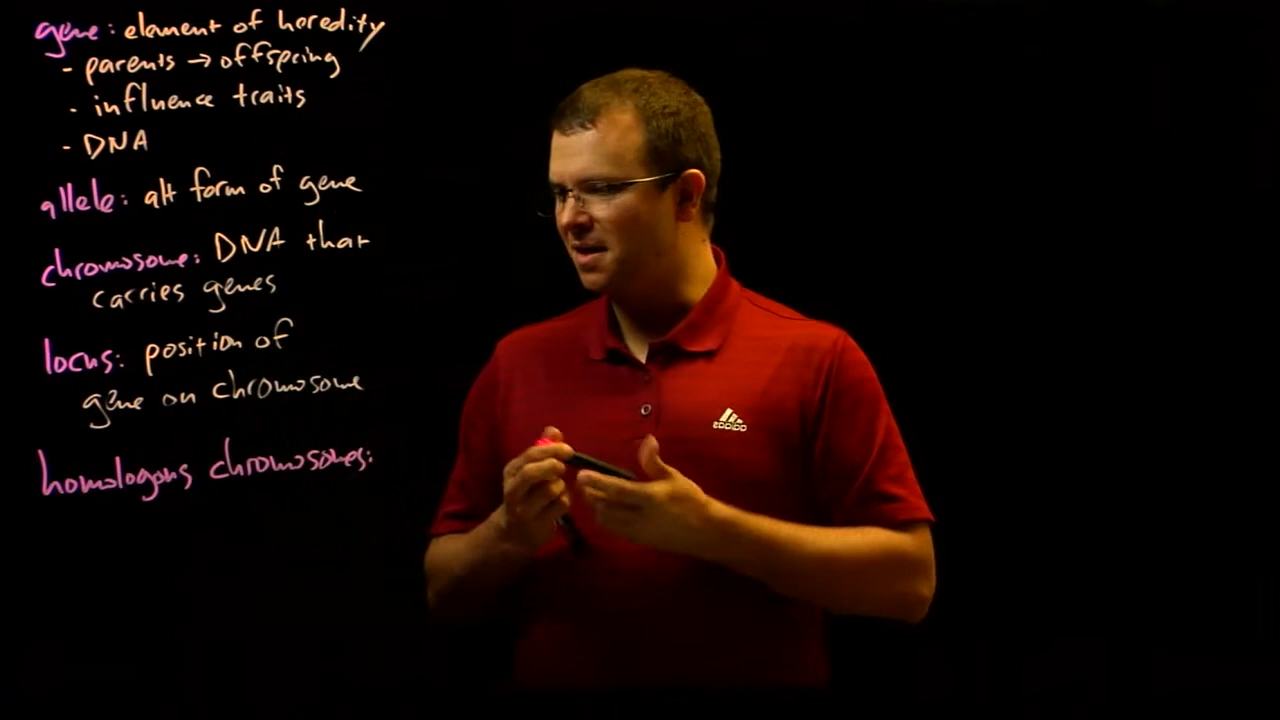 gene: element of heredity
- parents → offspring
- influence traits
- DNA
allele: alt form of gene
chromosome: DNA that
carries genes
locus: position of
gene on chromosome
homologous chromosomes:
adidas